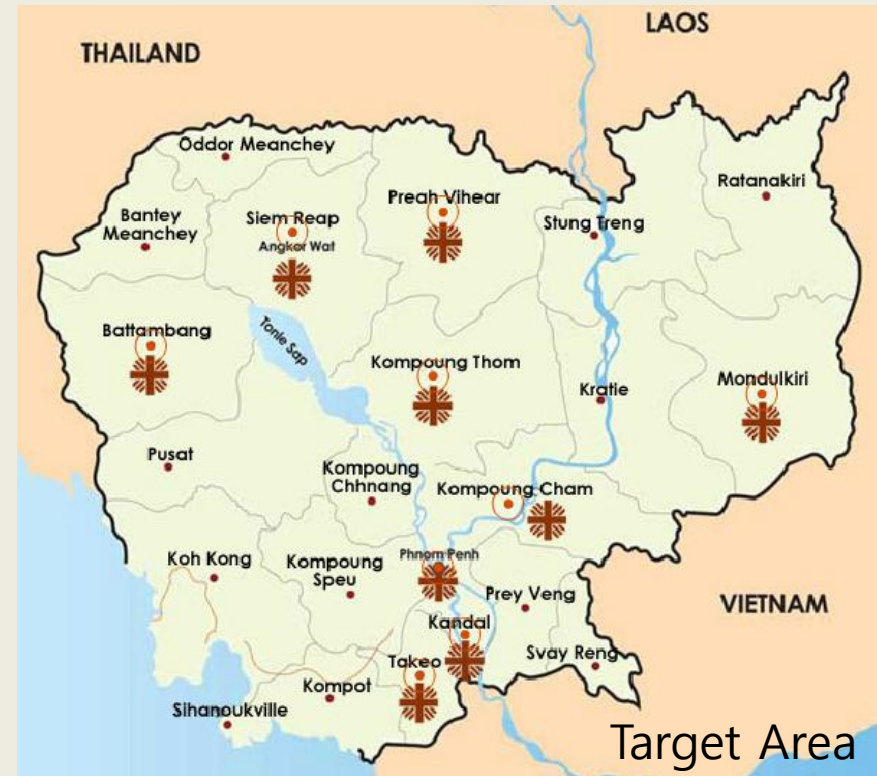 LAOS
THAILAND
Oddor Meanchey
Ratanakiri
Preah Vihear
Bantey
Meanchey
Siem Reap
Stung Treng
Angkor Wat
Battambang
Tonle Sap
Kompoung Thom
Kratie
Mondulkiri
Pusat
Kompoung
Chhnang
Kompoung Cham
Koh Kong
Kompoung
Speu
Phnom Penh
Prey Veng
VIETNAM
Kandal
Takeo
Svay Reng
Kompot
Sihanoukville
Target Area